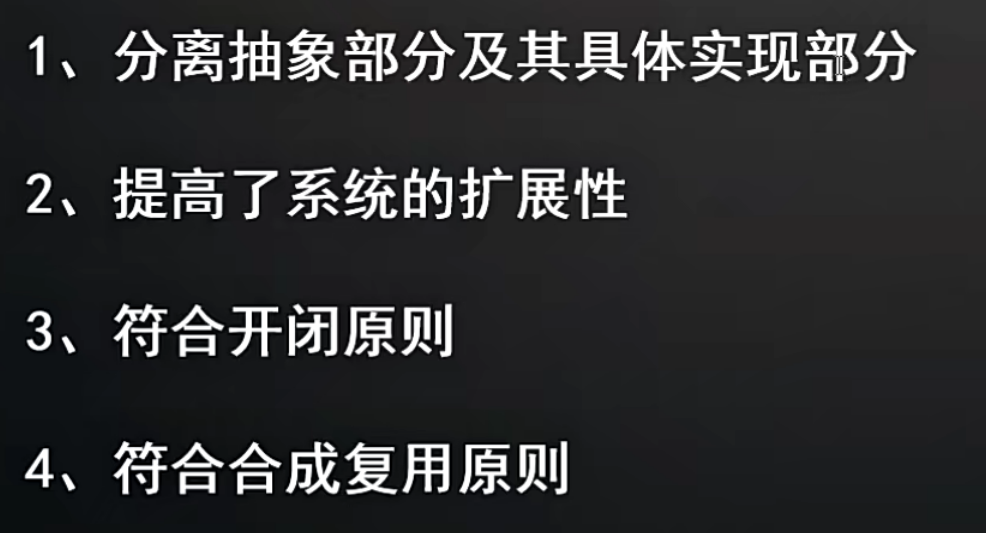 1、分离抽象部分及其具体实现部分
2、提高了系统的扩展性
3、符合开闭原则
4、符合合成复用原则